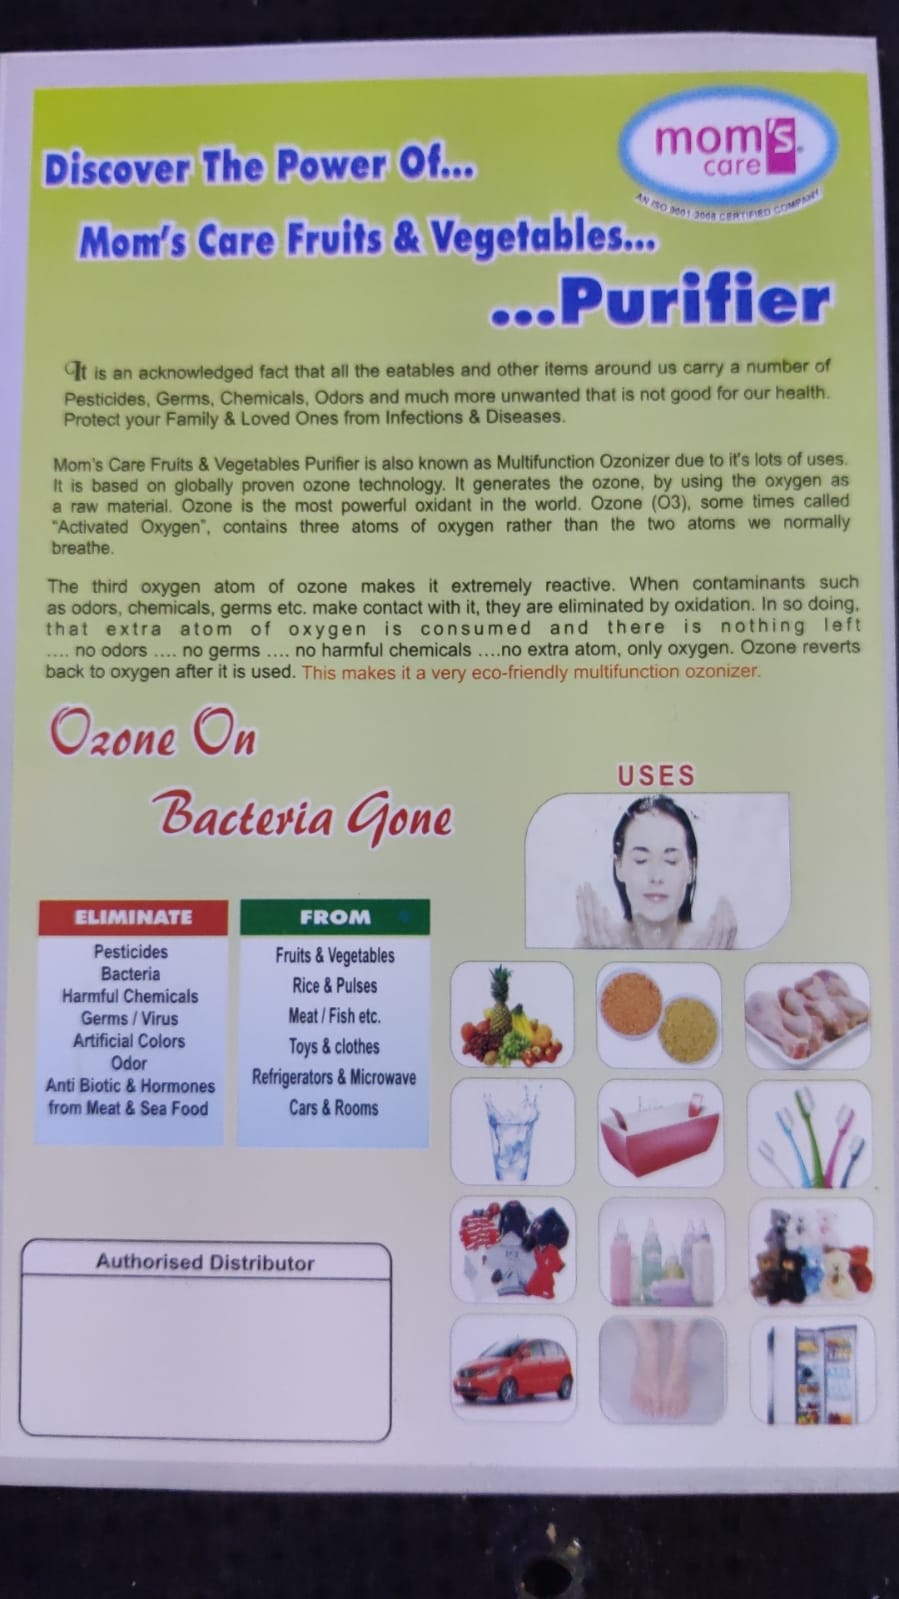 mom's
care
AN ISO 9001-2008 CERTIFIED COMPANY
Discover The Power Of...
Mom's Care Fruits & Vegetables...
...Purifier
It is an acknowledged fact that all the eatables and other items around us carry a number of
Pesticides, Germs, Chemicals, Odors and much more unwanted that is not good for our health.
Protect your Family & Loved Ones from Infections & Diseases.
Mom's Care Fruits & Vegetables Purifier is also known as Multifunction Ozonizer due to it's lots of uses.
It is based on globally proven ozone technology. It generates the ozone, by using the oxygen as
a raw material. Ozone is the most powerful oxidant in the world. Ozone (O3), some times called
"Activated Oxygen", contains three atoms of oxygen rather than the two atoms we normally
breathe.
The third oxygen atom of ozone makes it extremely reactive. When contaminants such
as odors, chemicals, germs etc. make contact with it, they are eliminated by oxidation. In so doing,
that extra atom of oxygen is consumed and there is nothing left
.... no odors .... no germs .... no harmful chemicals ....no extra atom, only oxygen. Ozone reverts
back to oxygen after it is used. This makes it a very eco-friendly multifunction ozonizer.
Ozone On
Bacteria Gone
USES
ELIMINATE
Pesticides
Bacteria
Harmful Chemicals
Germs / Virus
Artificial Colors
Odor
Anti Biotic & Hormones
from Meat & Sea Food
FROM
Fruits & Vegetables
Rice & Pulses
Meat / Fish etc.
Toys & clothes
Refrigerators & Microwave
Cars & Rooms
Authorised Distributor